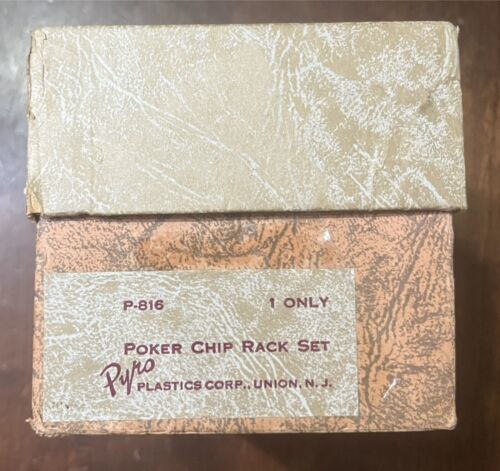 P-816 1 ONLY
POKER CHIP RACK SET
Pyro PLASTICS CORP., UNION, N. J.